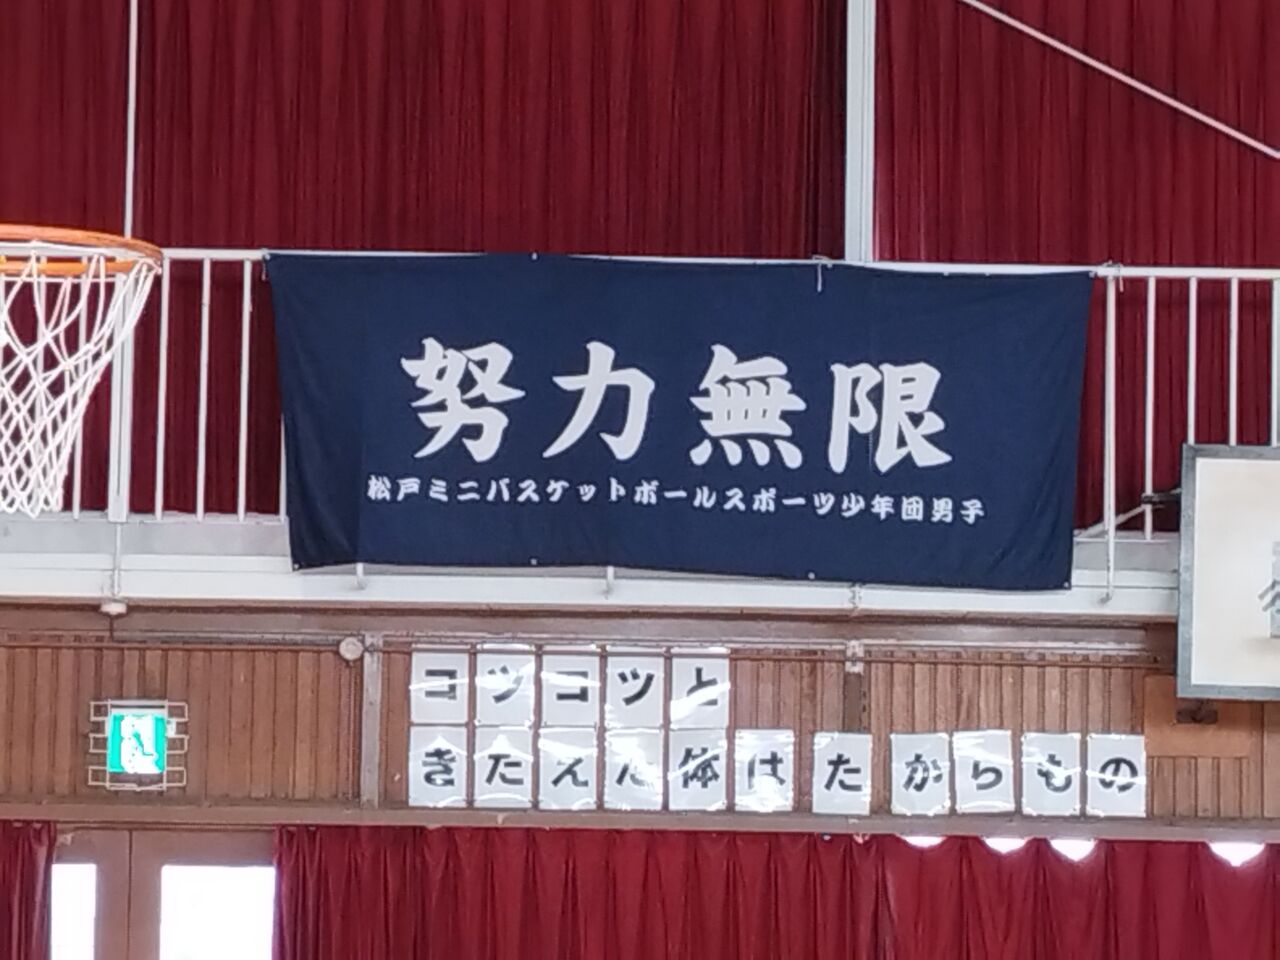 努力無限
松戸ミニバスケットボールスポーツ少年団男子
コツコツと
きたえた体はたからもの